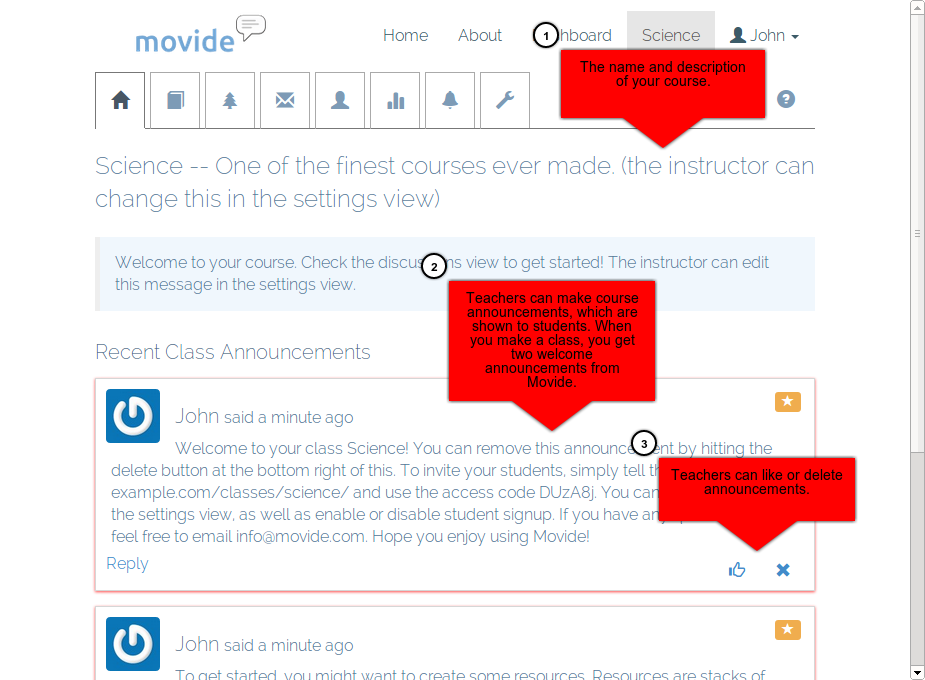 movide
Home About hboard Science John
1
The name and description
of your course.
?
Science -- One of the finest courses ever made. (the instructor can
change this in the settings view)
Welcome to your course. Check the discus ns view to get started! The instructor can edit
this message in the settings view.
2
Teachers can make course
announcements, which are
shown to students. When
you make a class, you get
two welcome
announcements from
Movide.
Recent Class Announcements
John said a minute ago
Welcome to your class Science! You can remove this announce ent by hitting the
3
delete button at the bottom right of this. To invite your students, simply tell
example.com/classes/science/ and use the access code DUzA8j. You can
the settings view, as well as enable or disable student signup. If you have
feel free to email info@movide.com. Hope you enjoy using Movide!
Teachers can like or delete
announcements.
Reply
John said a minute ago
To get started, you might want to create some resources. Resources are stacks of